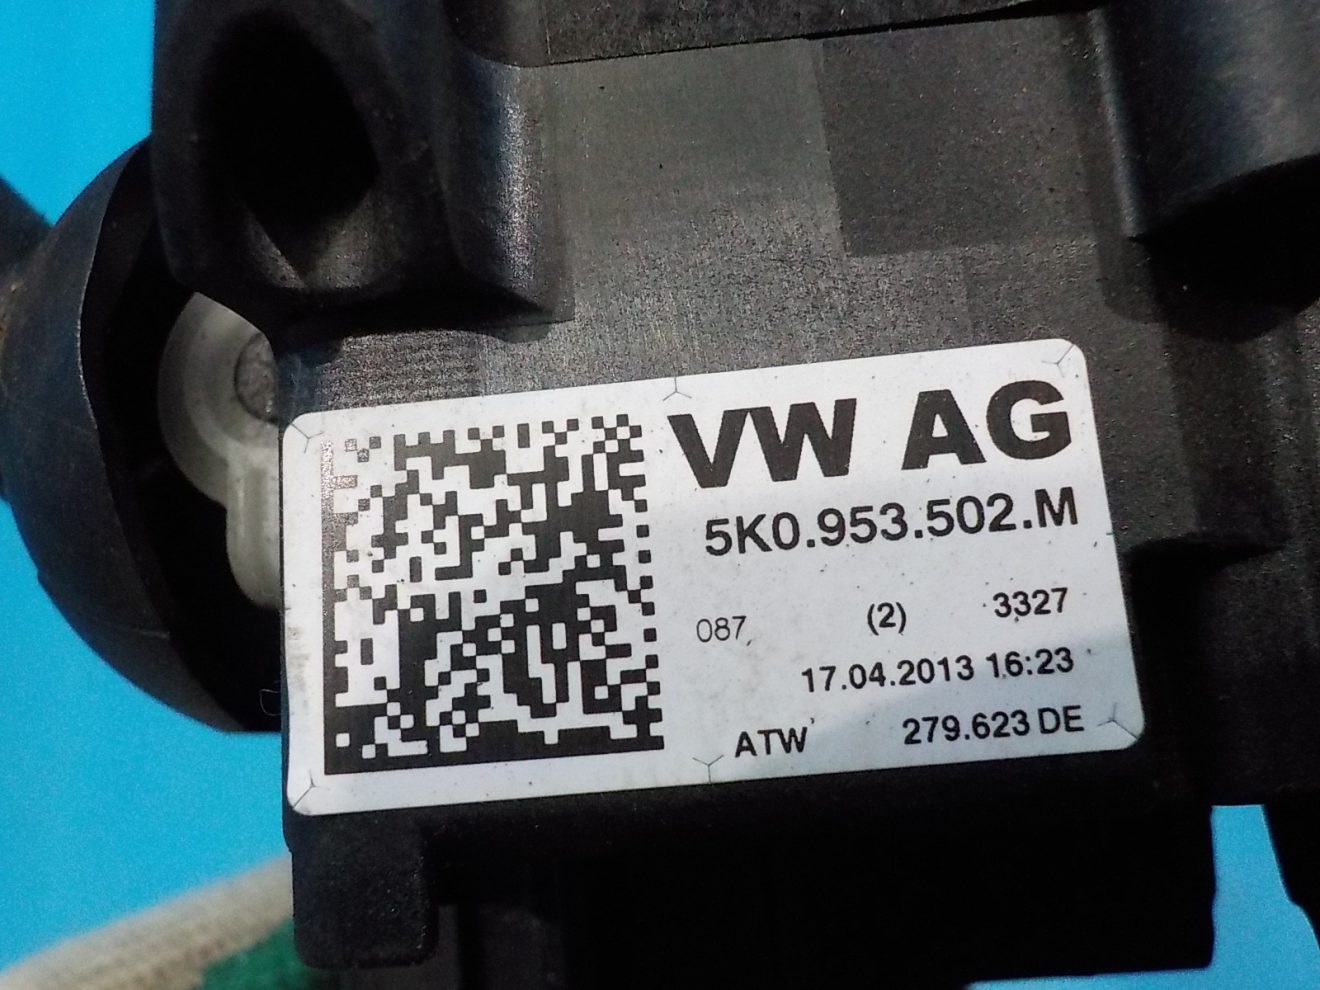 VW AG
5K0.953.502.M
087 (2) 3327
17.04.2013 16:23
ATW 279.623 DE